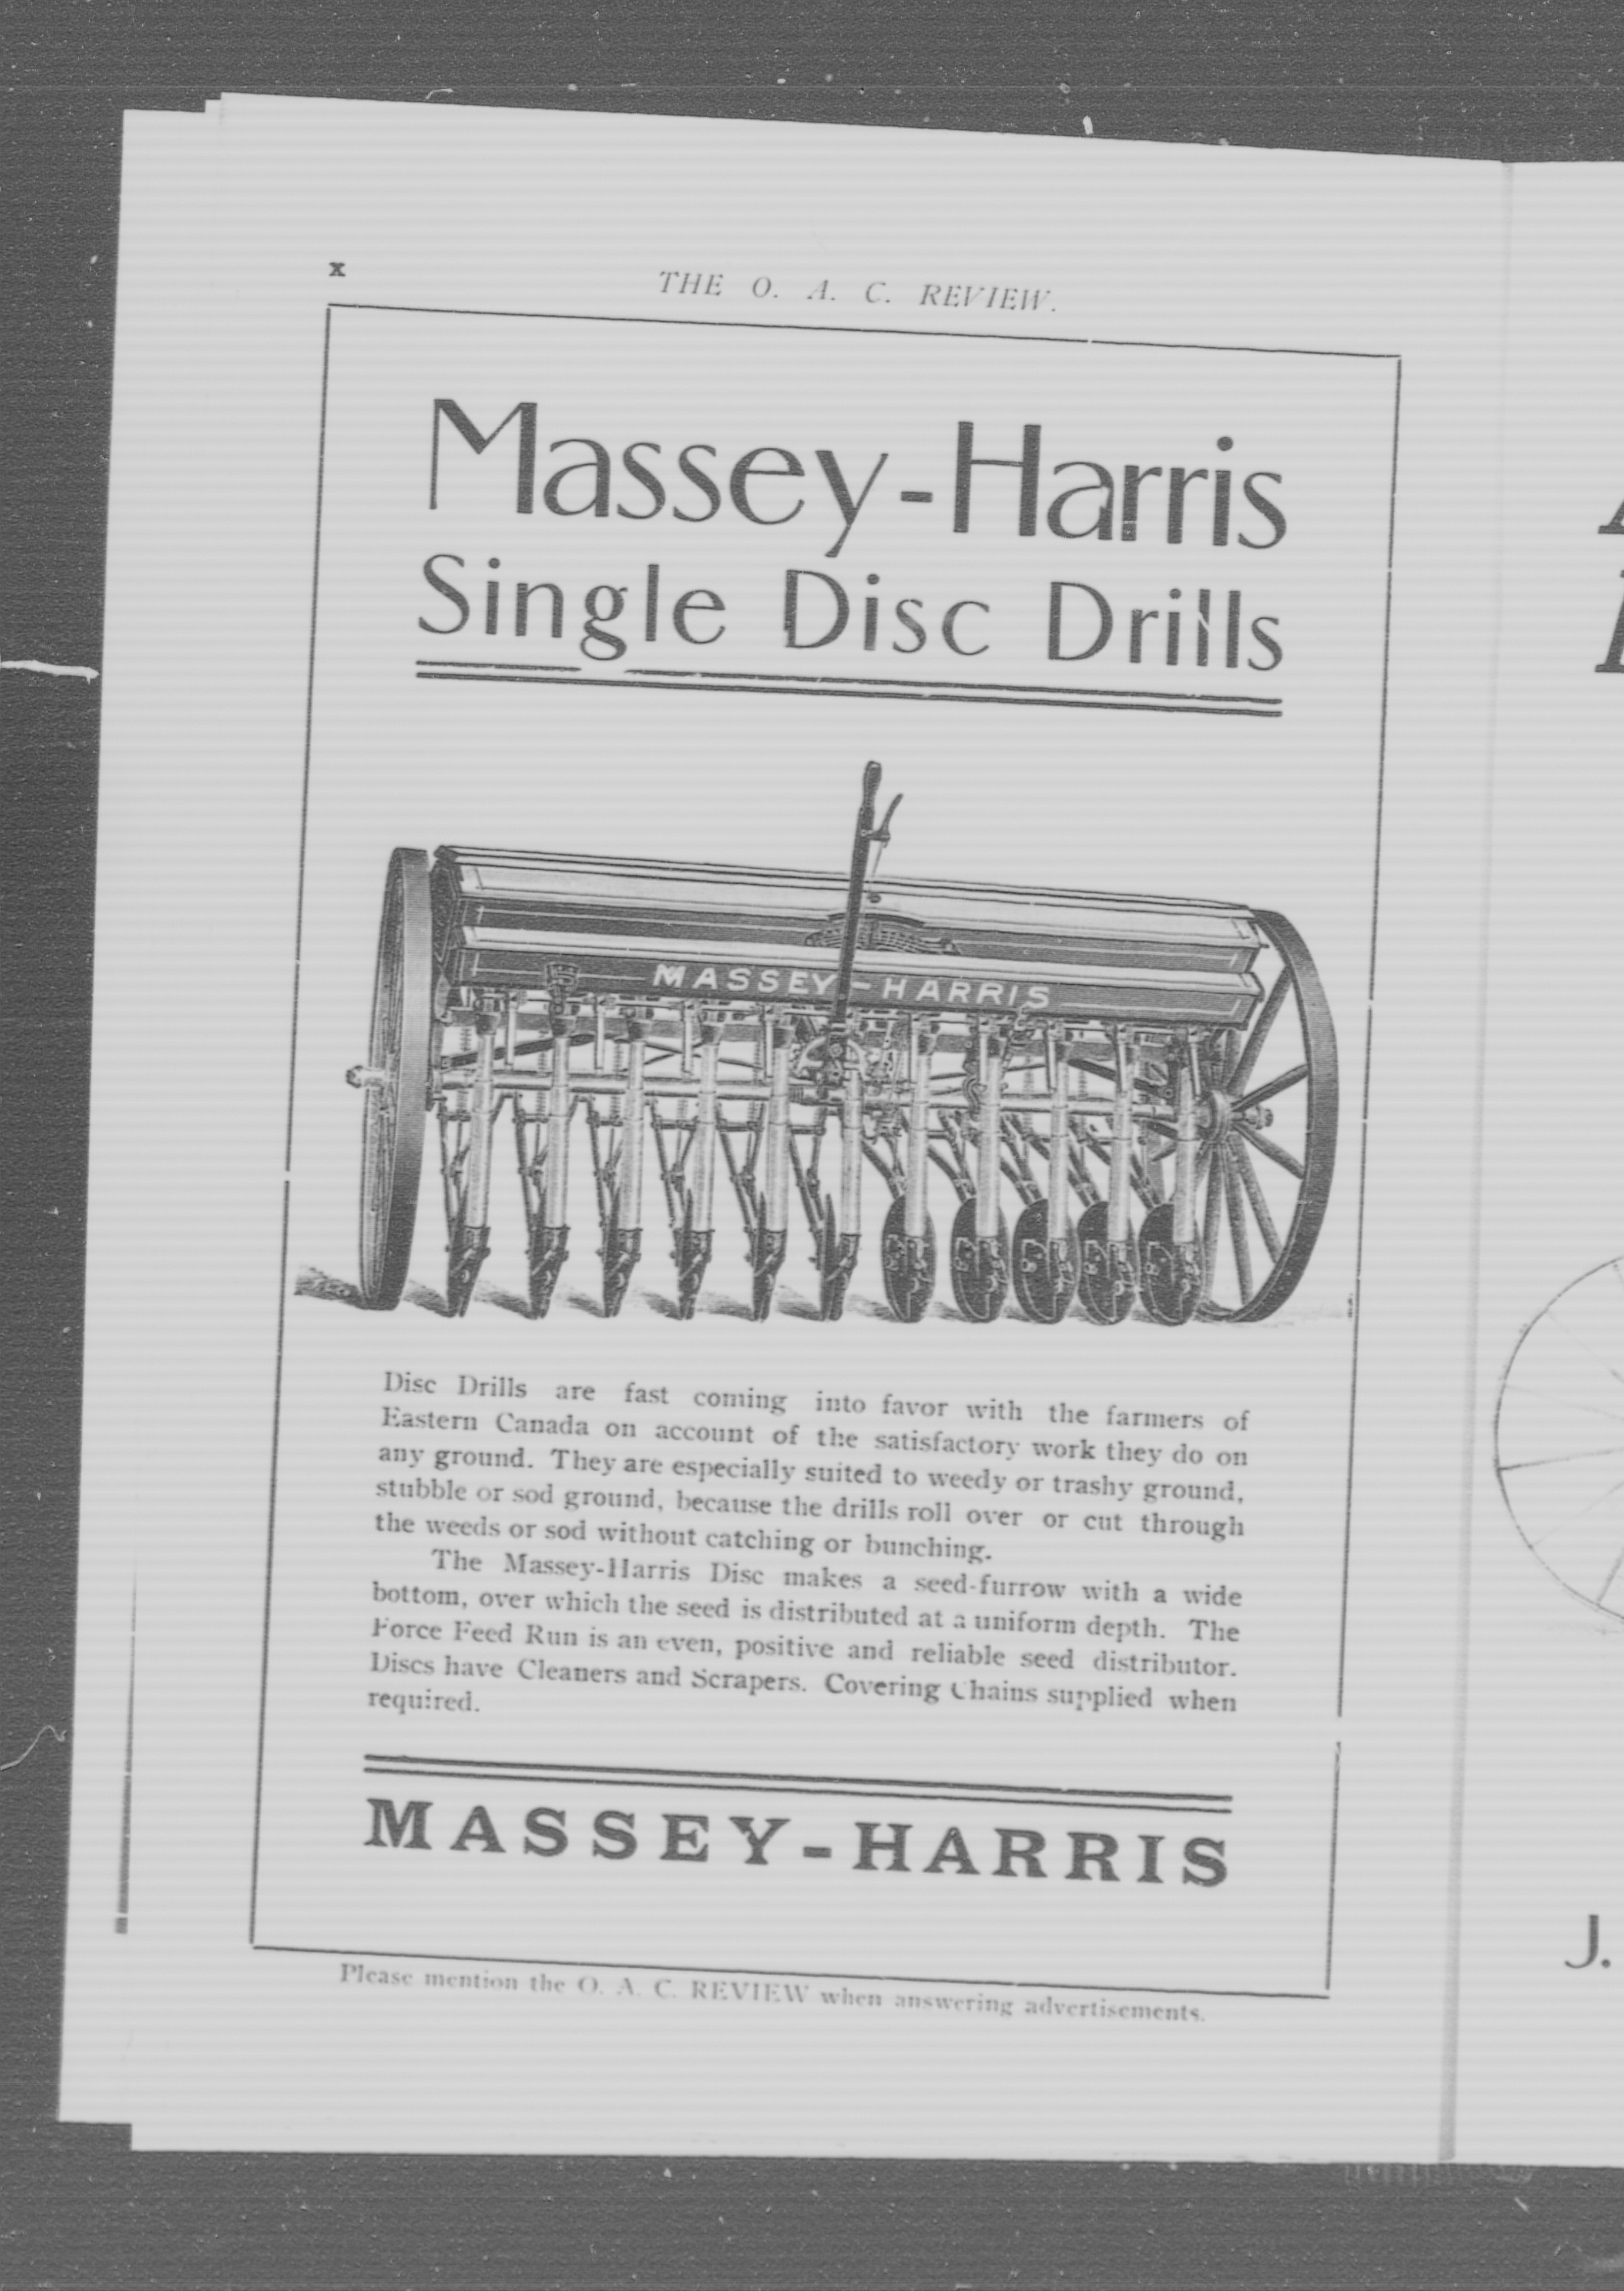 x
THE O. A. C. REVIEW.
Massey-Harris
Single Disc Drills
MASSEY-HARRIS
Disc Drills are fast coming into favor with the farmers of
Eastern Canada on account of the satisfactory work they do on
any ground. They are especially suited to weedy or trashy ground,
stubble or sod ground, because the drills roll over or cut through
the weeds or sod without catching or bunching.
The Massey-Harris Disc makes a seed-furrow with a wide
bottom, over which the seed is distributed at a uniform depth. The
Force Feed Run is an even, positive and reliable seed distributor.
Discs have Cleaners and Scrapers. Covering Chains supplied when
required.
MASSEY-HARRIS
Please mention the O. A. C. REVIEW when answering advertisements.
J.